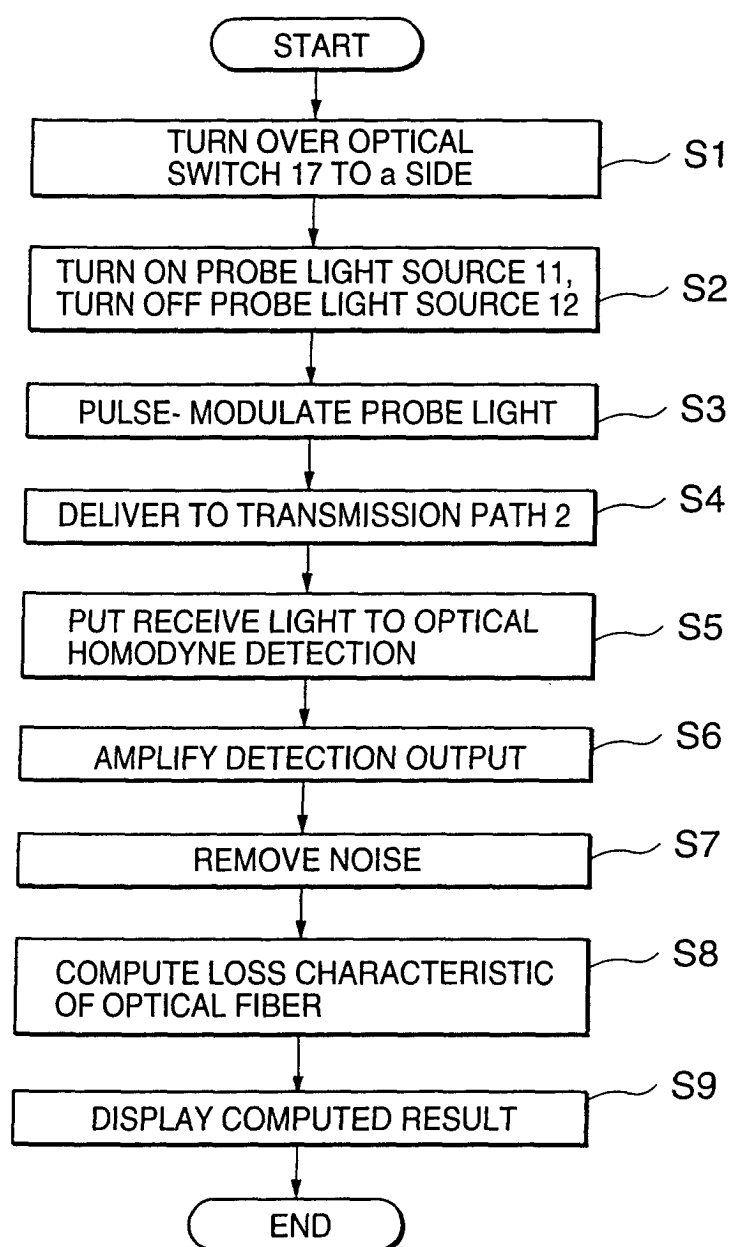 START
TURN OVER OPTICAL
SWITCH 17 TO a SIDE
S1
TURN ON PROBE LIGHT SOURCE 11,
TURN OFF PROBE LIGHT SOURCE 12
S2
PULSE- MODULATE PROBE LIGHT
S3
DELIVER TO TRANSMISSION PATH 2
S4
PUT RECEIVE LIGHT TO OPTICAL
HOMODYNE DETECTION
S5
AMPLIFY DETECTION OUTPUT
S6
REMOVE NOISE
S7
COMPUTE LOSS CHARACTERISTIC
OF OPTICAL FIBER
S8
DISPLAY COMPUTED RESULT
S9
END